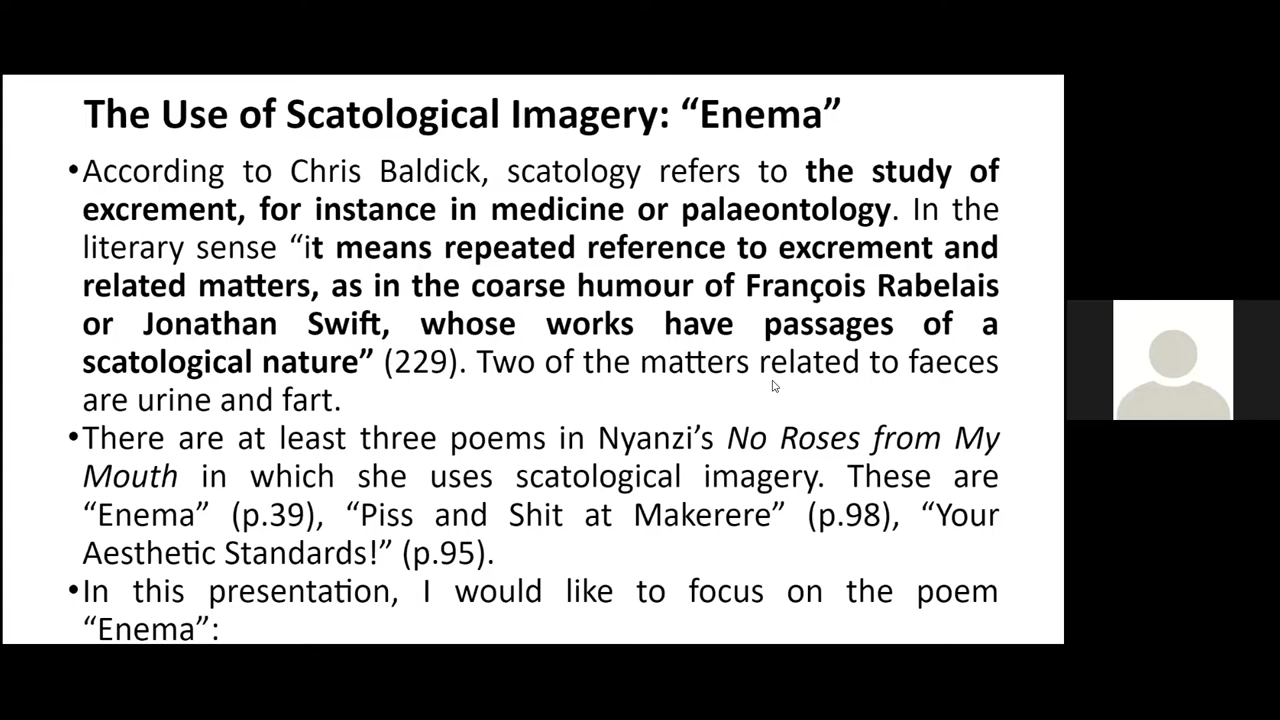 The Use of Scatological Imagery: “Enema”
•According to Chris Baldick, scatology refers to the study of
excrement, for instance in medicine or palaeontology. In the
literary sense “it means repeated reference to excrement and
related matters, as in the coarse humour of François Rabelais
or Jonathan Swift, whose works have passages of a
scatological nature” (229). Two of the matters related to faeces
are urine and fart.
•There are at least three poems in Nyanzi’s No Roses from My
Mouth in which she uses scatological imagery. These are
“Enema” (p.39), “Piss and Shit at Makerere” (p.98), “Your
Aesthetic Standards!” (p.95).
•In this presentation, I would like to focus on the poem
“Enema”: